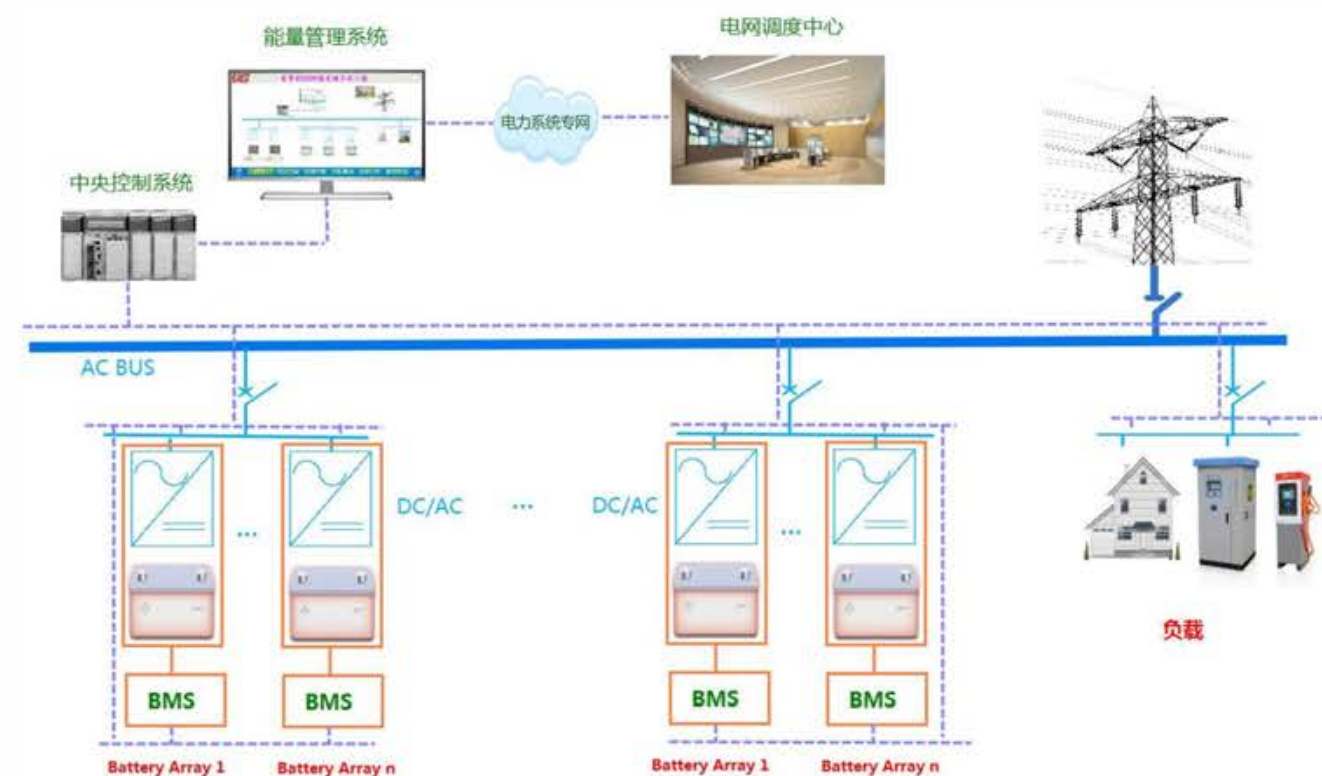 能量管理系统
电网调度中心
电力系统专网
中央控制系统
AC BUS
...
DC/AC
...
DC/AC
...
BMS
BMS
BMS
BMS
负载
Battery Array 1
Battery Array n
Battery Array 1
Battery Array n